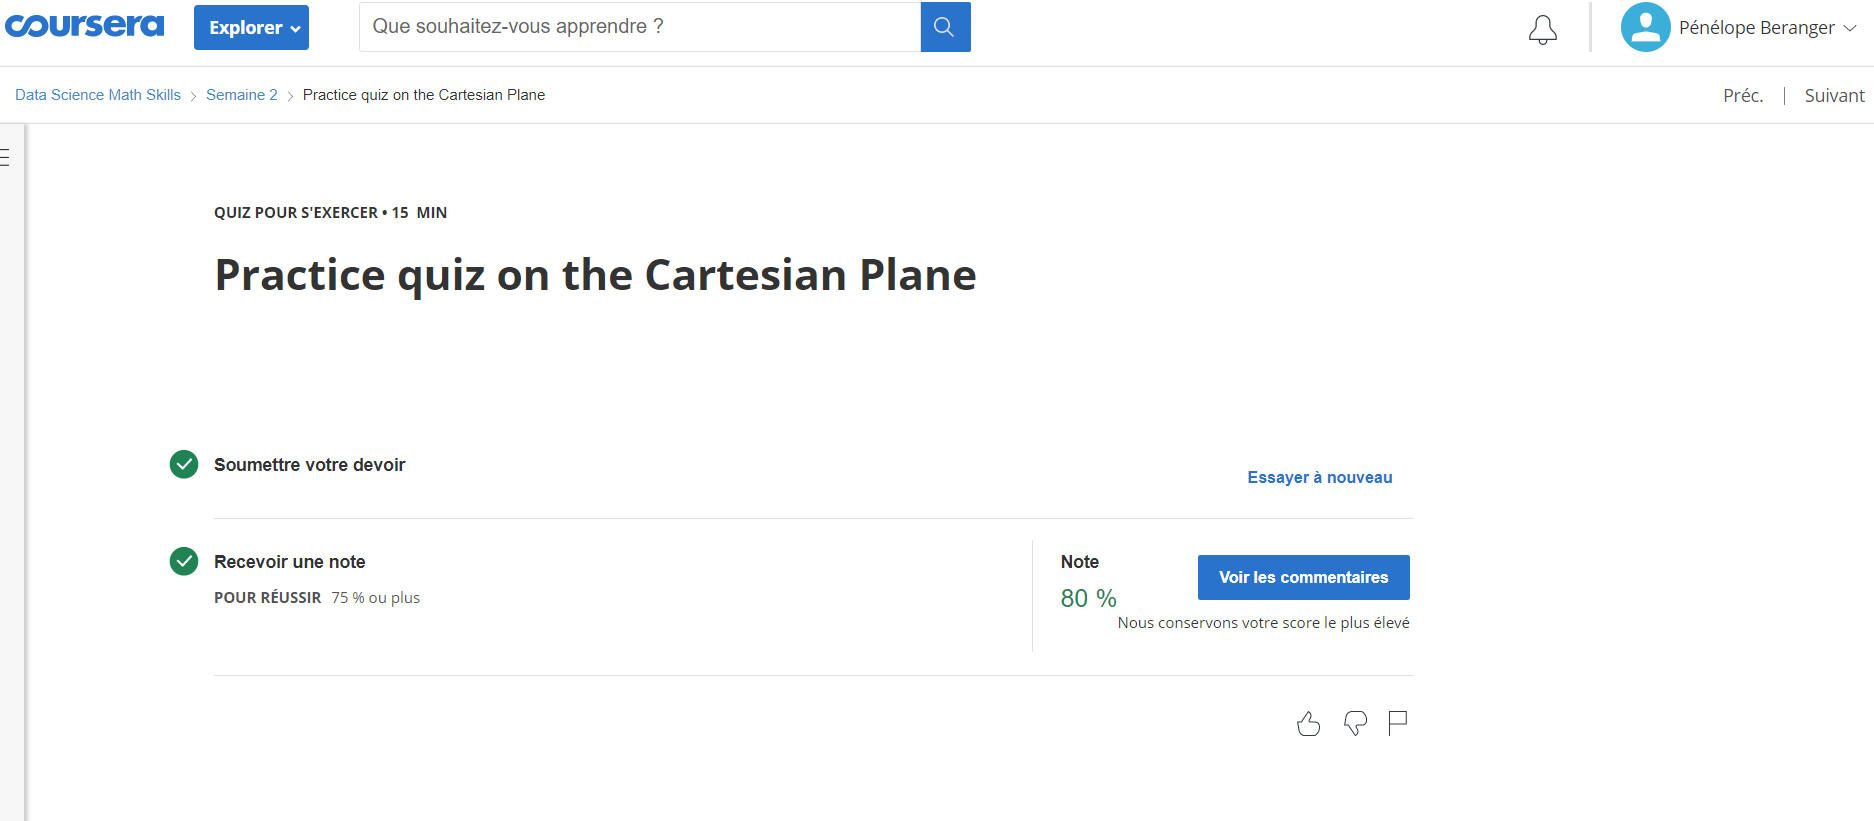 coursera
Explorer
Que souhaitez-vous apprendre ?
Pénélope Beranger
Data Science Math Skills
Semaine 2
Practice quiz on the Cartesian Plane
Préc.
Suivant
QUIZ POUR S'EXERCER • 15 MIN
Practice quiz on the Cartesian Plane
Soumettre votre devoir
Essayer à nouveau
Recevoir une note
POUR RÉUSSIR 75 % ou plus
Note
80 %
Voir les commentaires
Nous conservons votre score le plus élevé